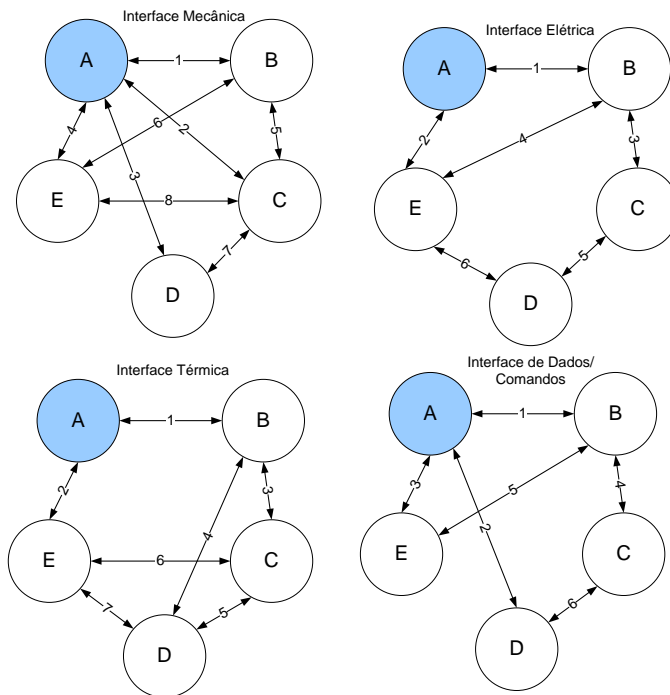 Interface Mecânica
A
1
B
4
6
2
5
3
E
8
C
7
D
Interface Elétrica
A
1
B
2
4
3
E
C
6
5
D
Interface Térmica
A
1
B
2
4
3
E
6
C
7
5
D
Interface de Dados/
Comandos
A
1
B
3
5
2
4
E
C
6
D